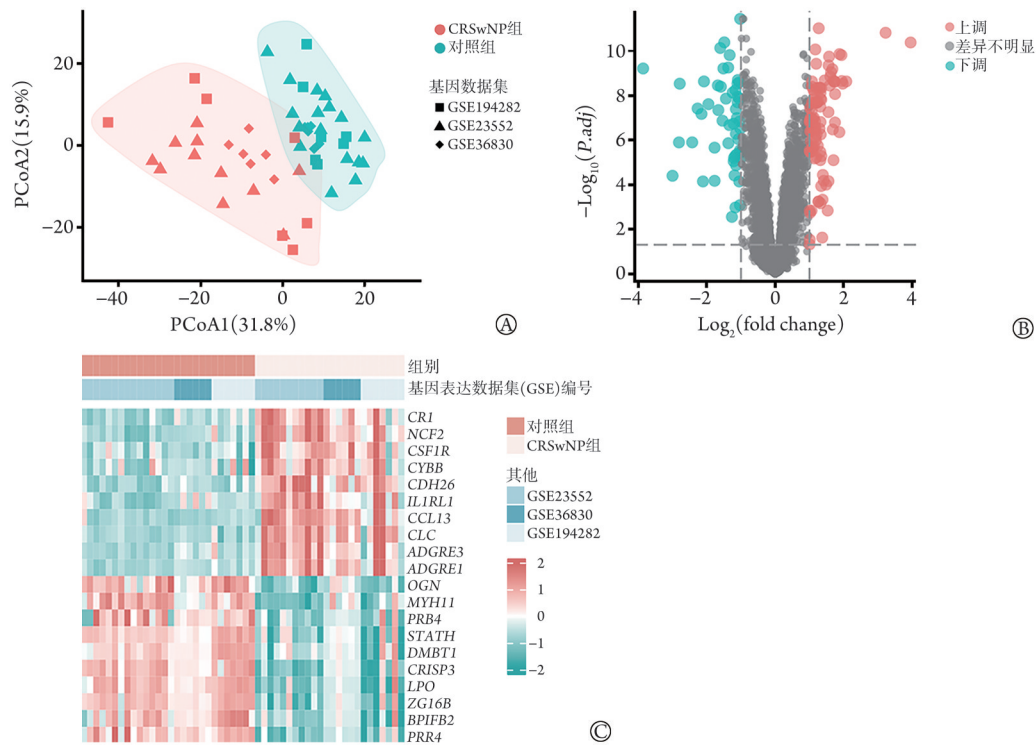 PCoA2(15.9%)
20
0
−20
−40
−20
0
20
PCoA1(31.8%)
CRSwNP组
对照组
基因数据集
GSE194282
GSE23552
GSE36830
A
−Log10(P.adj)
10
8
6
4
2
0
−4
−2
0
2
4
Log2(fold change)
上调
差异不明显
下调
B
组别
基因表达数据集(GSE)编号
CR1
NCF2
CSF1R
CYBB
CDH26
IL1RL1
CCL13
CLC
ADGRE3
ADGRE1
OGN
MYH11
PRB4
STATH
DMBT1
CRISP3
LPO
ZG16B
BPIFB2
PRR4
对照组
CRSwNP组
其他
GSE23552
GSE36830
GSE194282
2
1
0
−1
−2
C